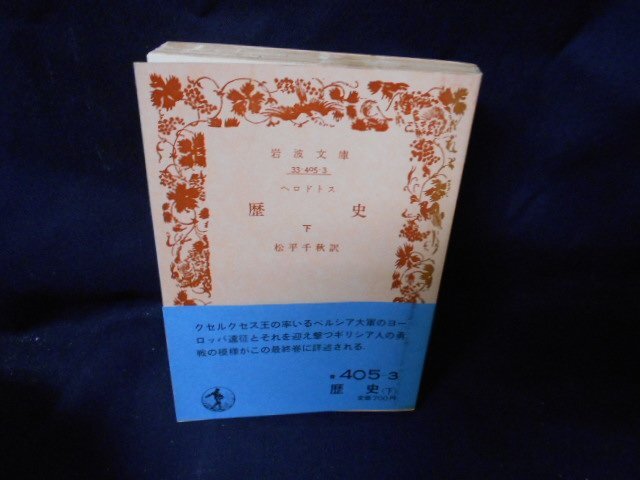 岩波文庫
33-405-3
ヘロドトス
歴史
下
松平千秋訳
クセルクセス王の率いるペルシア大軍のヨー
ロッパ遠征とそれを迎え撃つギリシア人の勇
戦の模様がこの最終巻に詳述される.
青 405-3
歴史(下)
定価700円